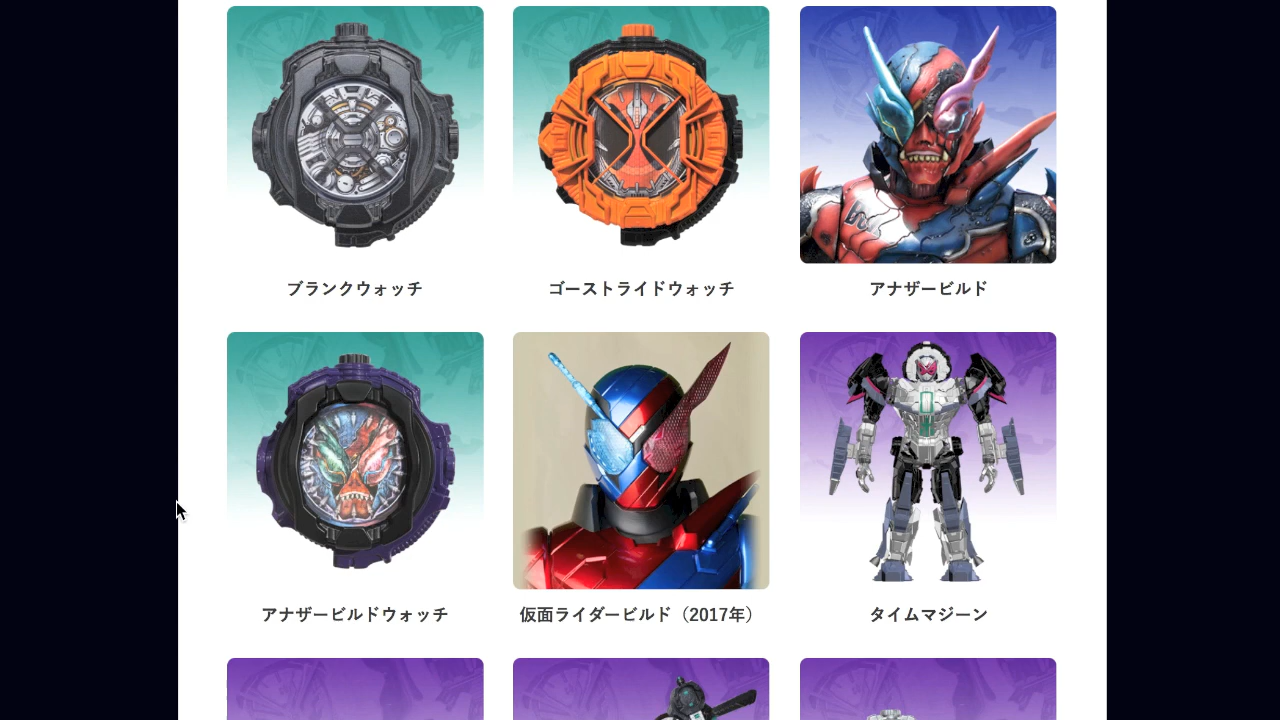 ブランクウォッチ
ゴーストライドウォッチ
アナザービルド
アナザービルドウォッチ
仮面ライダービルド（2017年）
タイムマジーン